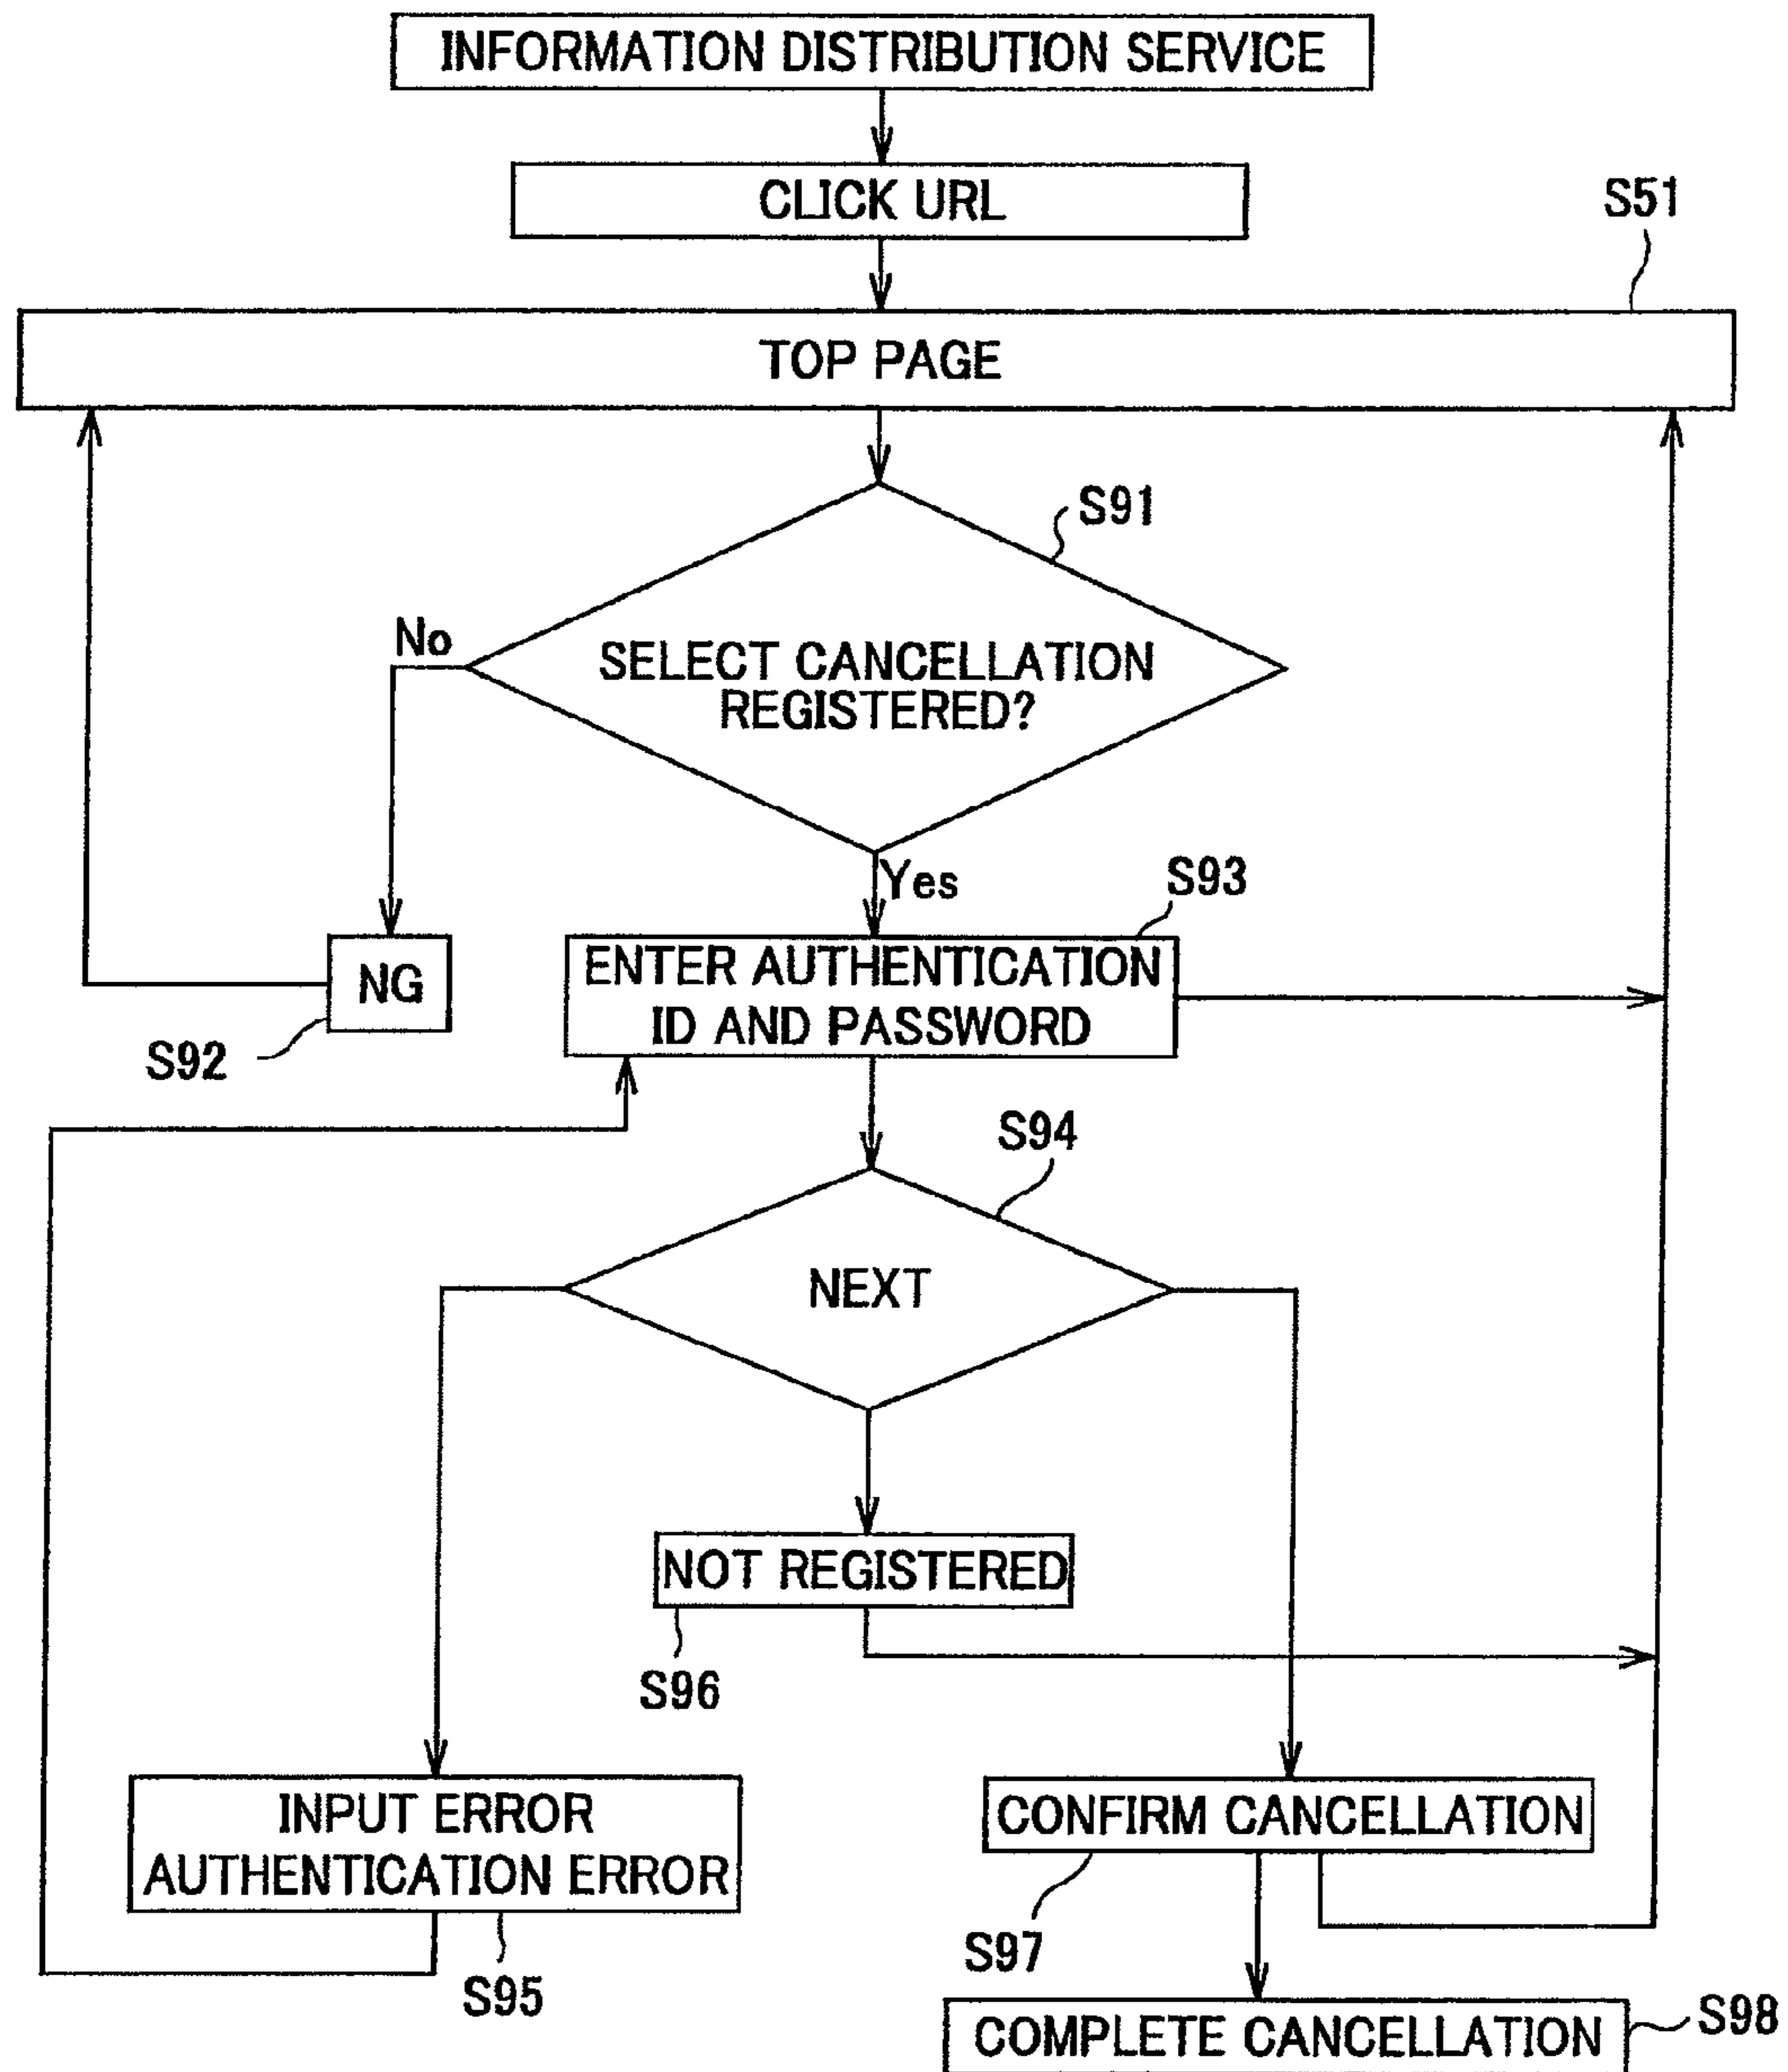 INFORMATION DISTRIBUTION SERVICE
CLICK URL
S51
TOP PAGE
S91
No
SELECT CANCELLATION
REGISTERED?
Yes
S93
NG
ENTER AUTHENTICATION
ID AND PASSWORD
S92
S94
NEXT
NOT REGISTERED
S96
INPUT ERROR
AUTHENTICATION ERROR
CONFIRM CANCELLATION
S97
S95
COMPLETE CANCELLATION
S98